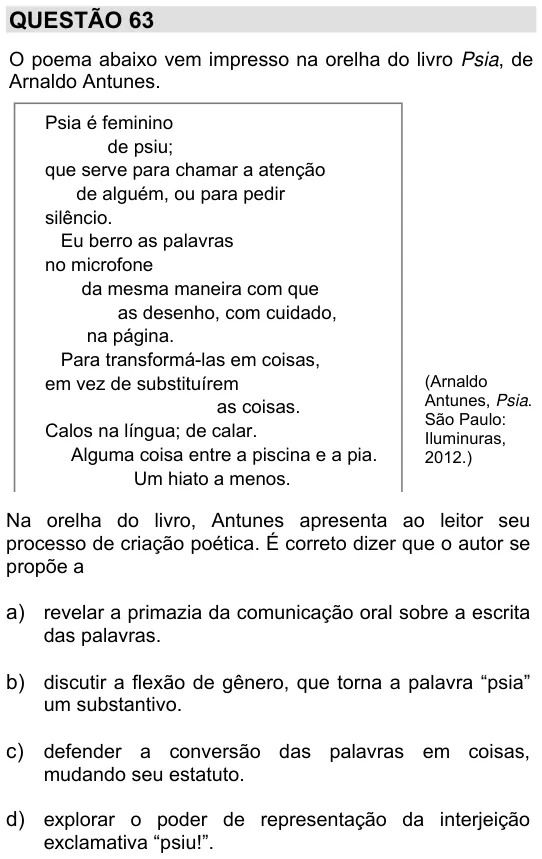 QUESTÃO 63
O poema abaixo vem impresso na orelha do livro Psia, de
Arnaldo Antunes.
Psia é feminino
de psiu;
que serve para chamar a atenção
de alguém, ou para pedir
silêncio.
Eu berro as palavras
no microfone
da mesma maneira com que
as desenho, com cuidado,
na página.
Para transformá-las em coisas,
em vez de substituírem
as coisas.
Calos na língua; de calar.
Alguma coisa entre a piscina e a pia.
Um hiato a menos.
(Arnaldo
Antunes, Psia.
São Paulo:
Iluminuras,
2012.)
Na orelha do livro, Antunes apresenta ao leitor seu
processo de criação poética. É correto dizer que o autor se
propõe a
a) revelar a primazia da comunicação oral sobre a escrita
das palavras.
b) discutir a flexão de gênero, que torna a palavra “psia”
um substantivo.
c) defender a conversão das palavras em coisas,
mudando seu estatuto.
d) explorar o poder de representação da interjeição
exclamativa “psiu!”.